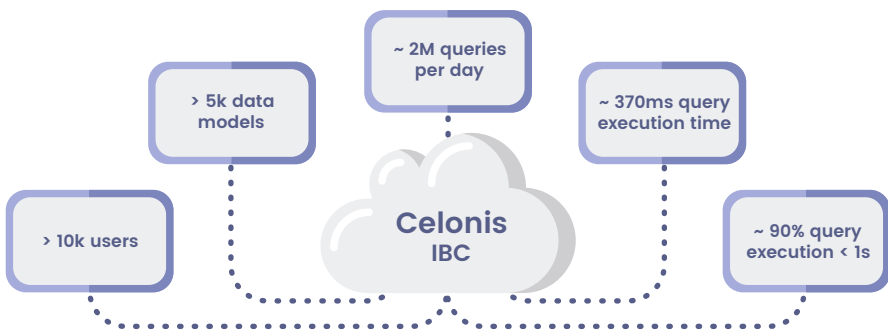 ~ 2M queries
per day
> 5k data
models
~ 370ms query
execution time
> 10k users
Celonis
IBC
~ 90% query
execution < 1s